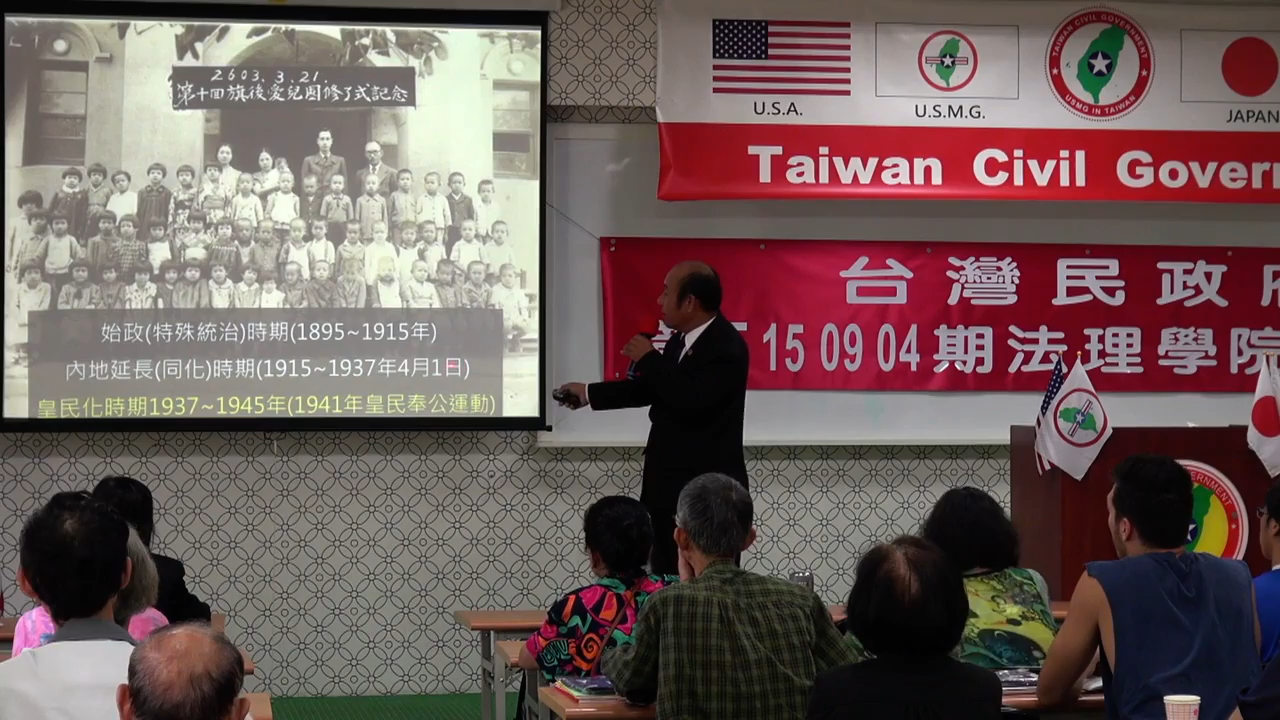 2603.3.21.
第十回旗後愛兒園修了式記念
始政(特殊統治)時期(1895~1915年)
內地延長(同化)時期(1915~1937年4月1日)
皇民化時期1937~1945年(1941年皇民奉公運動)
U.S.A.
U.S.M.G.
TAIWAN CIVIL GOVERNMENT
USMG IN TAIWAN
JAPAN
Taiwan Civil Govern
台灣民政府
15 09 04 期法理學院